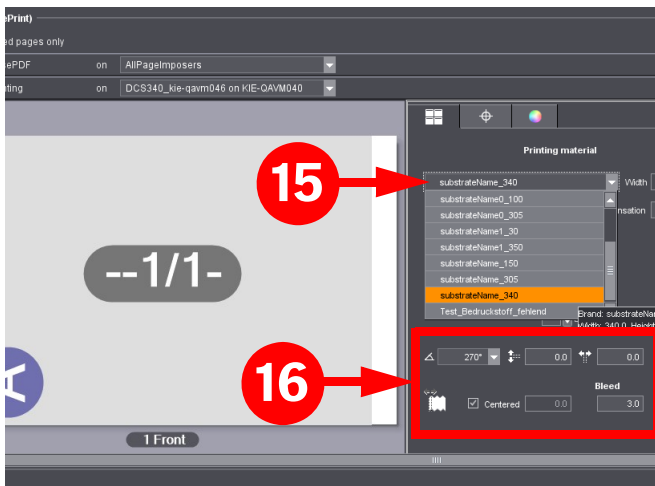 ePrint)
ed pages only
ePDF on AllPageImposers
nting on DCS340_kie-qavm046 on KIE-QAVM040
Printing material
15
substrateName_340 Width
substrateName0_100
substrateName0_305 nsation
substrateName1_30
substrateName1_350
substrateName_150
substrateName_305
substrateName_340
Test_Bedruckstoff_fehlend
Brand: substrateNa
Width: 340.0, Height
--1/1-
A
16
270° 0.0 0.0
Bleed
Centered 0.0 3.0
1 Front